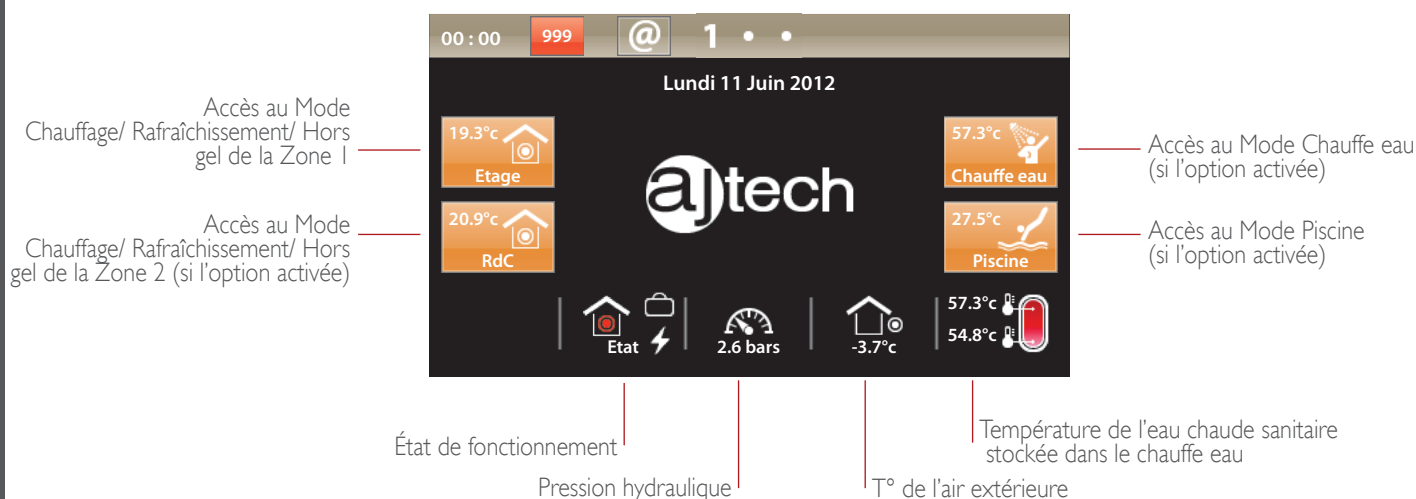 00 : 00 999 @ 1 • •
Lundi 11 Juin 2012
Accès au Mode
Chauffage/ Rafraîchissement/ Hors
gel de la Zone 1
19.3°c
Etage
Accès au Mode
Chauffage/ Rafraîchissement/ Hors
gel de la Zone 2 (si l'option activée)
20.9°c
RdC
ajtech
57.3°c
Chauffe eau
Accès au Mode Chauffe eau
(si l'option activée)
27.5°c
Piscine
Accès au Mode Piscine
(si l'option activée)
Etat
2.6 bars
-3.7°c
57.3°c
54.8°c
État de fonctionnement
Pression hydraulique
T° de l'air extérieure
Température de l'eau chaude sanitaire
stockée dans le chauffe eau